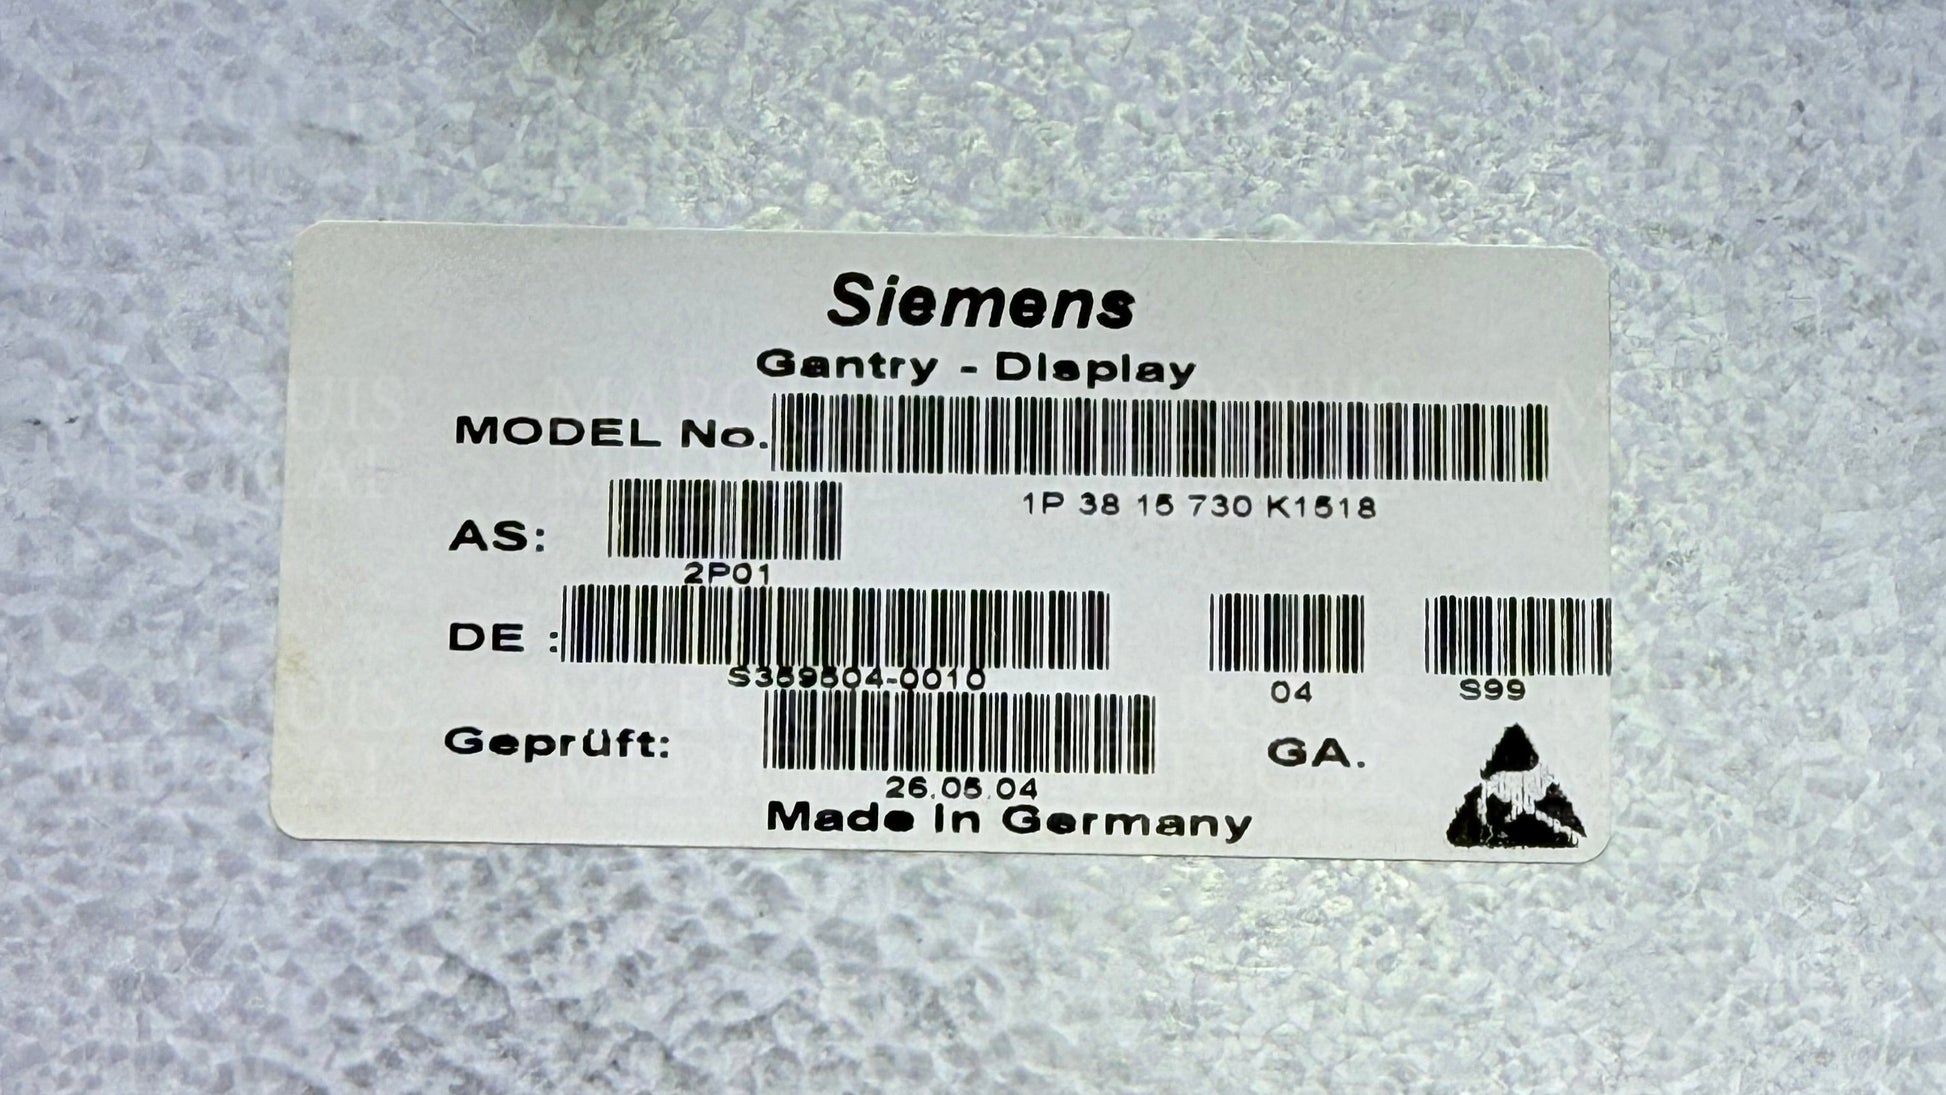 Siemens
Gantry - Display
MODEL No.
1P 38 15 730 K1518
AS:
2P01
DE :
S359504-0010 04 S99
Geprüft: GA.
26.05.04
Made in Germany